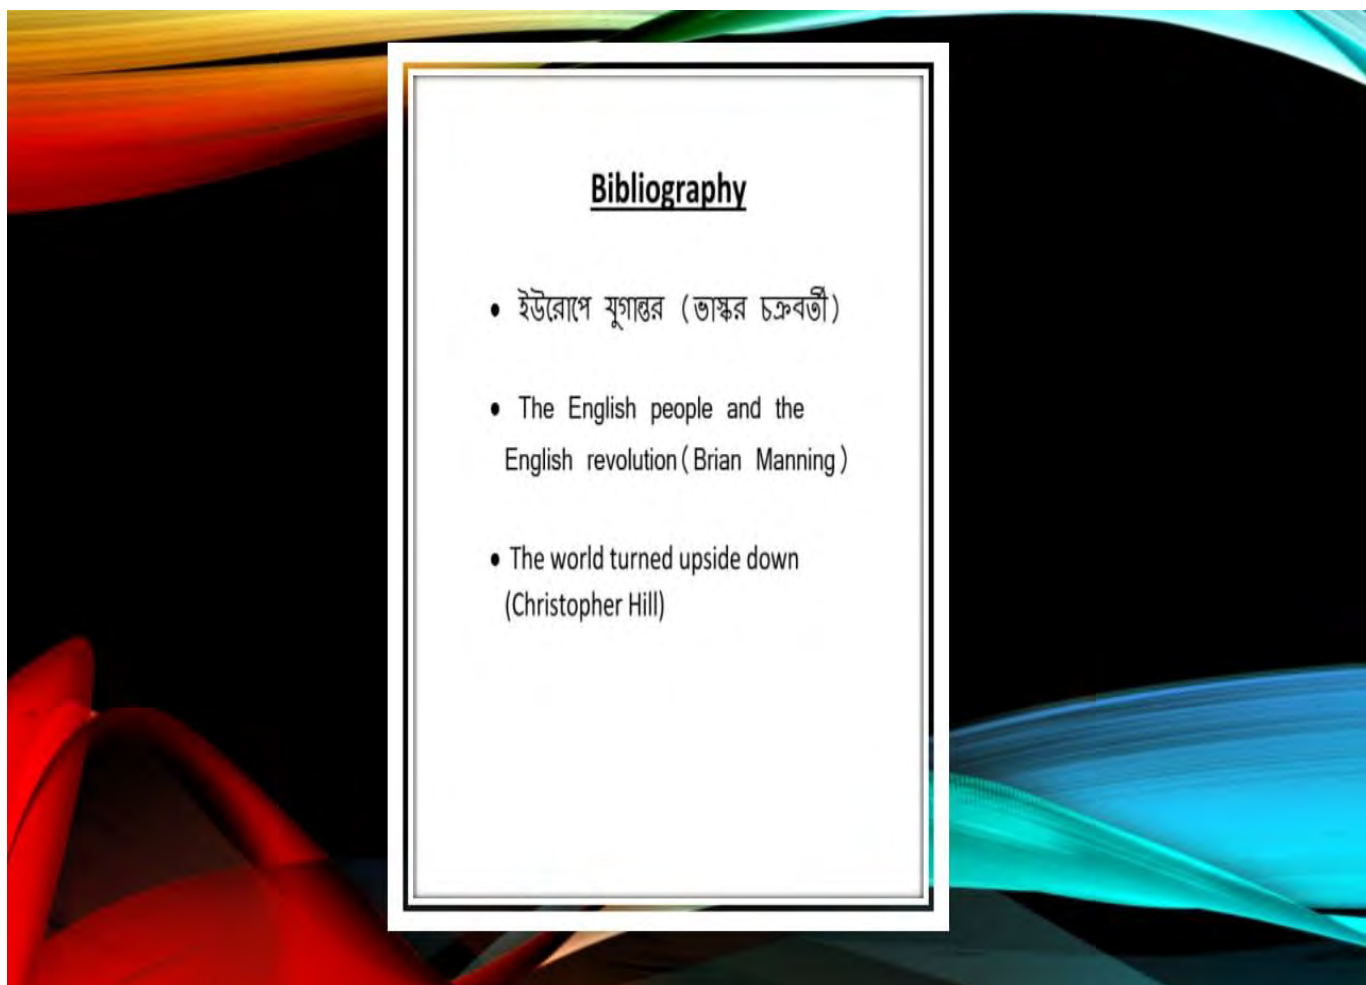 Bibliography
• ইউরোপে যুগান্তর (ভাস্কর চক্রবর্তী)
• The English people and the
English revolution(Brian Manning)
• The world turned upside down
(Christopher Hill)